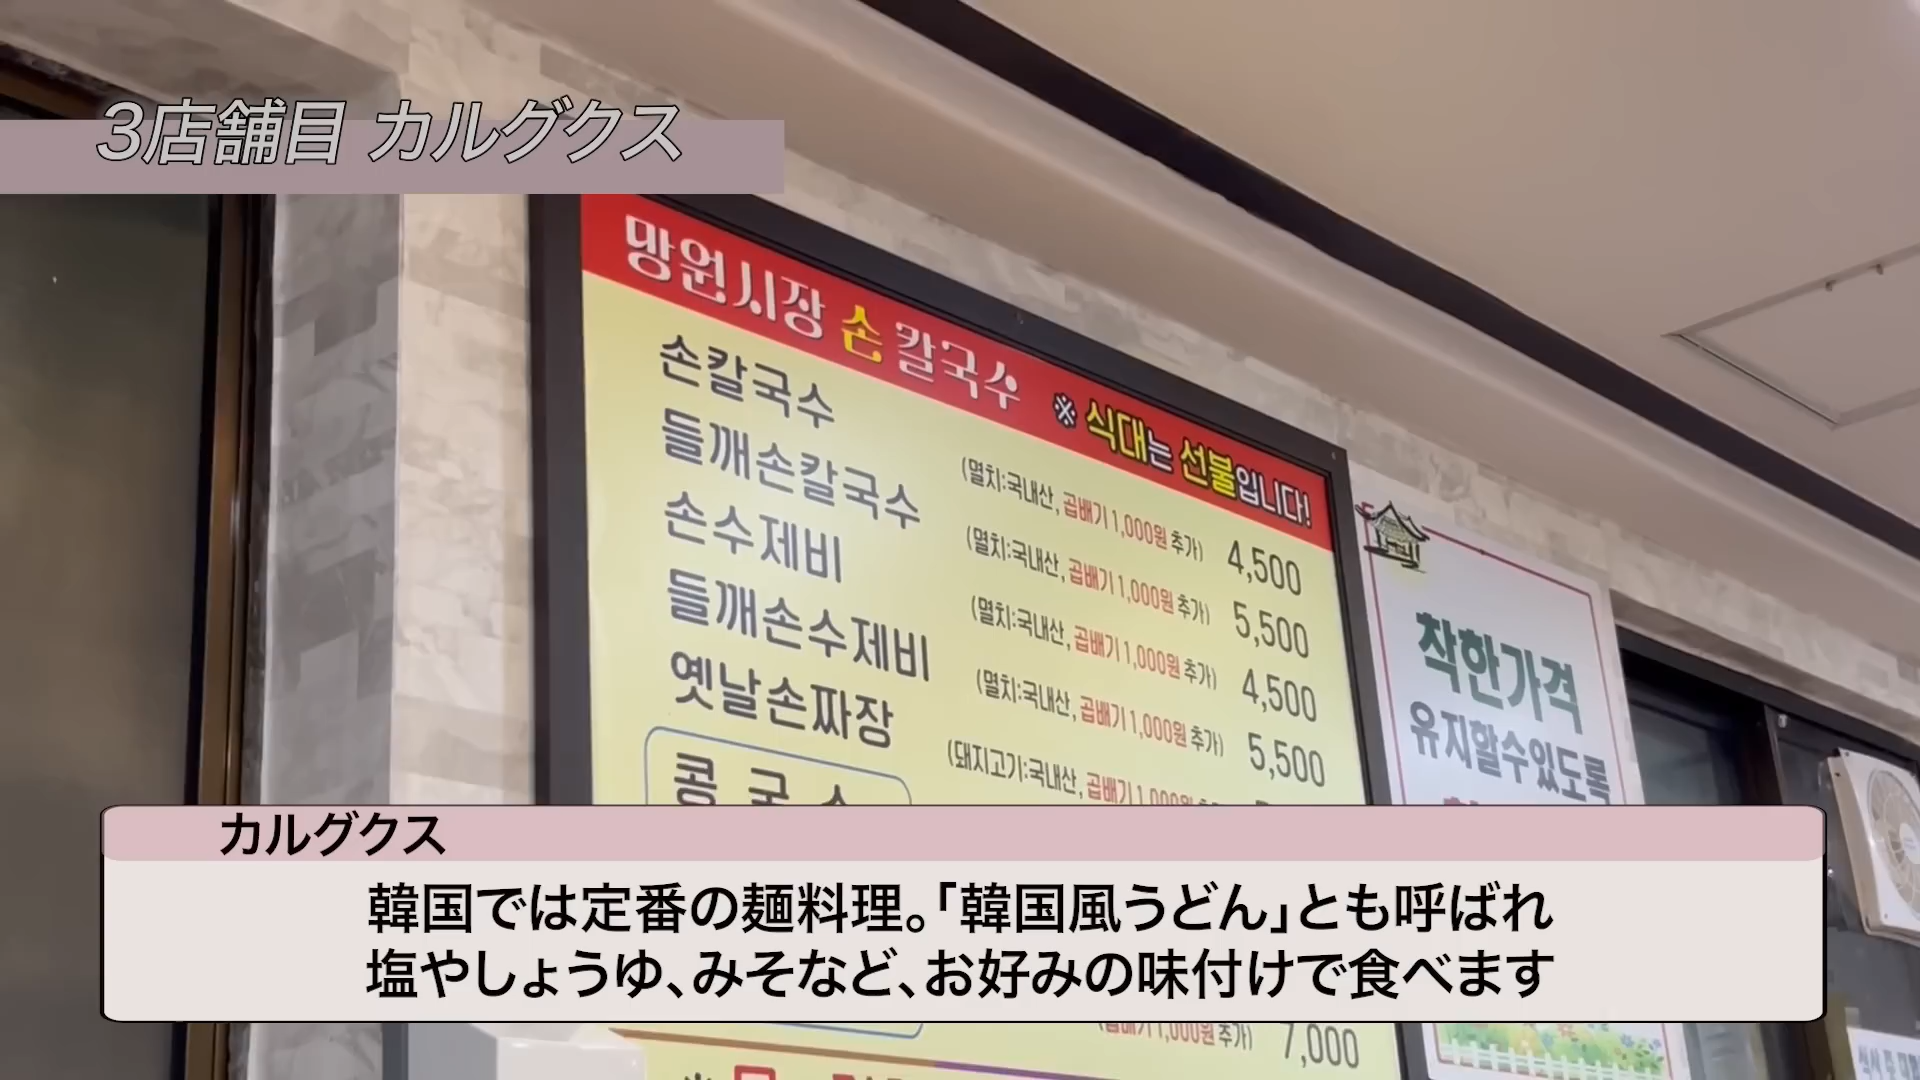 3店舗目 カルグクス
망원시장 손 칼국수 ※ 식대는 선불입니다!
손칼국수 (멸치:국내산, 곱배기 1,000원 추가) 4,500
들깨손칼국수 (멸치:국내산, 곱배기 1,000원 추가) 5,500
손수제비 (멸치:국내산, 곱배기 1,000원 추가) 4,500
들깨손수제비 (멸치:국내산, 곱배기 1,000원 추가) 5,500
옛날손짜장 (돼지고기:국내산, 곱배기 1,000원
콩국수
착한가격
유지할수있도록
カルグクス
韓国では定番の麺料理。「韓国風うどん」とも呼ばれ
塩やしょうゆ、みそなど、お好みの味付けで食べます
(곱배기 1,000원 추가) 7,000